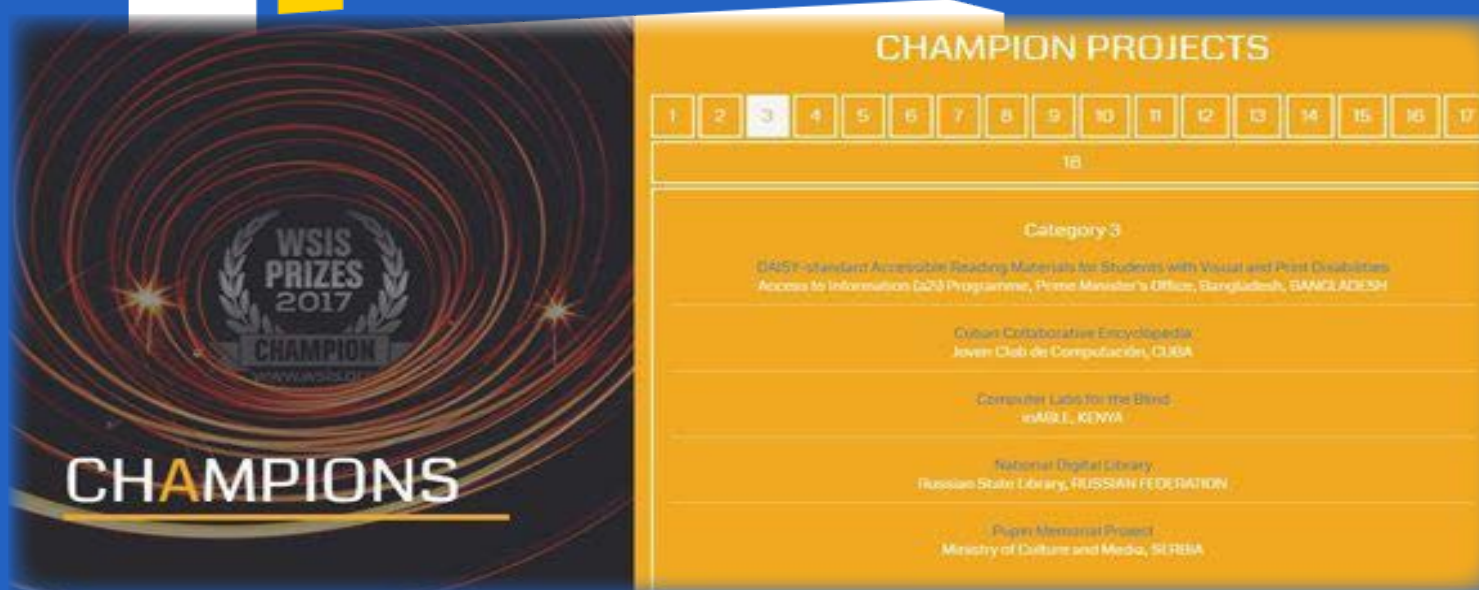 WSIS
PRIZES
2017
CHAMPION
CHAMPIONS
CHAMPION PROJECTS
1 2 3 4 5 6 7 8 9 10 11 12 13 14 15 16 17
18
Category 3
DAISY-standard Accessible Reading Materials for Students with Visual and Print Disabilities
Access to Information (a2i) Programme, Prime Minister's Office, Bangladesh, BANGLADESH
Cuban Collaborative Encyclopedia
Joven Club de Computación, CUBA
Computer Labs for the Blind
inABLE, KENYA
National Digital Library
Russian State Library, RUSSIAN FEDERATION
Pupin Memorial Project
Ministry of Culture and Media, SERBIA